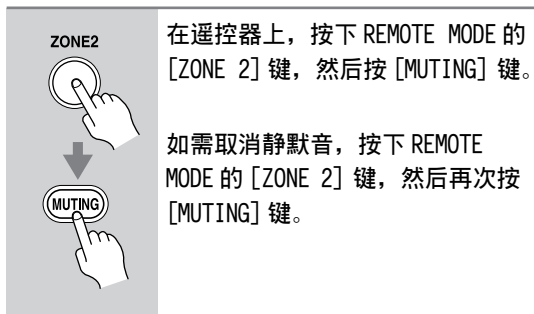 ZONE2
MUTING
在遥控器上，按下 REMOTE MODE 的
[ZONE 2] 键，然后按 [MUTING] 键。
如需取消静默音，按下 REMOTE
MODE 的 [ZONE 2] 键，然后再次按
[MUTING] 键。